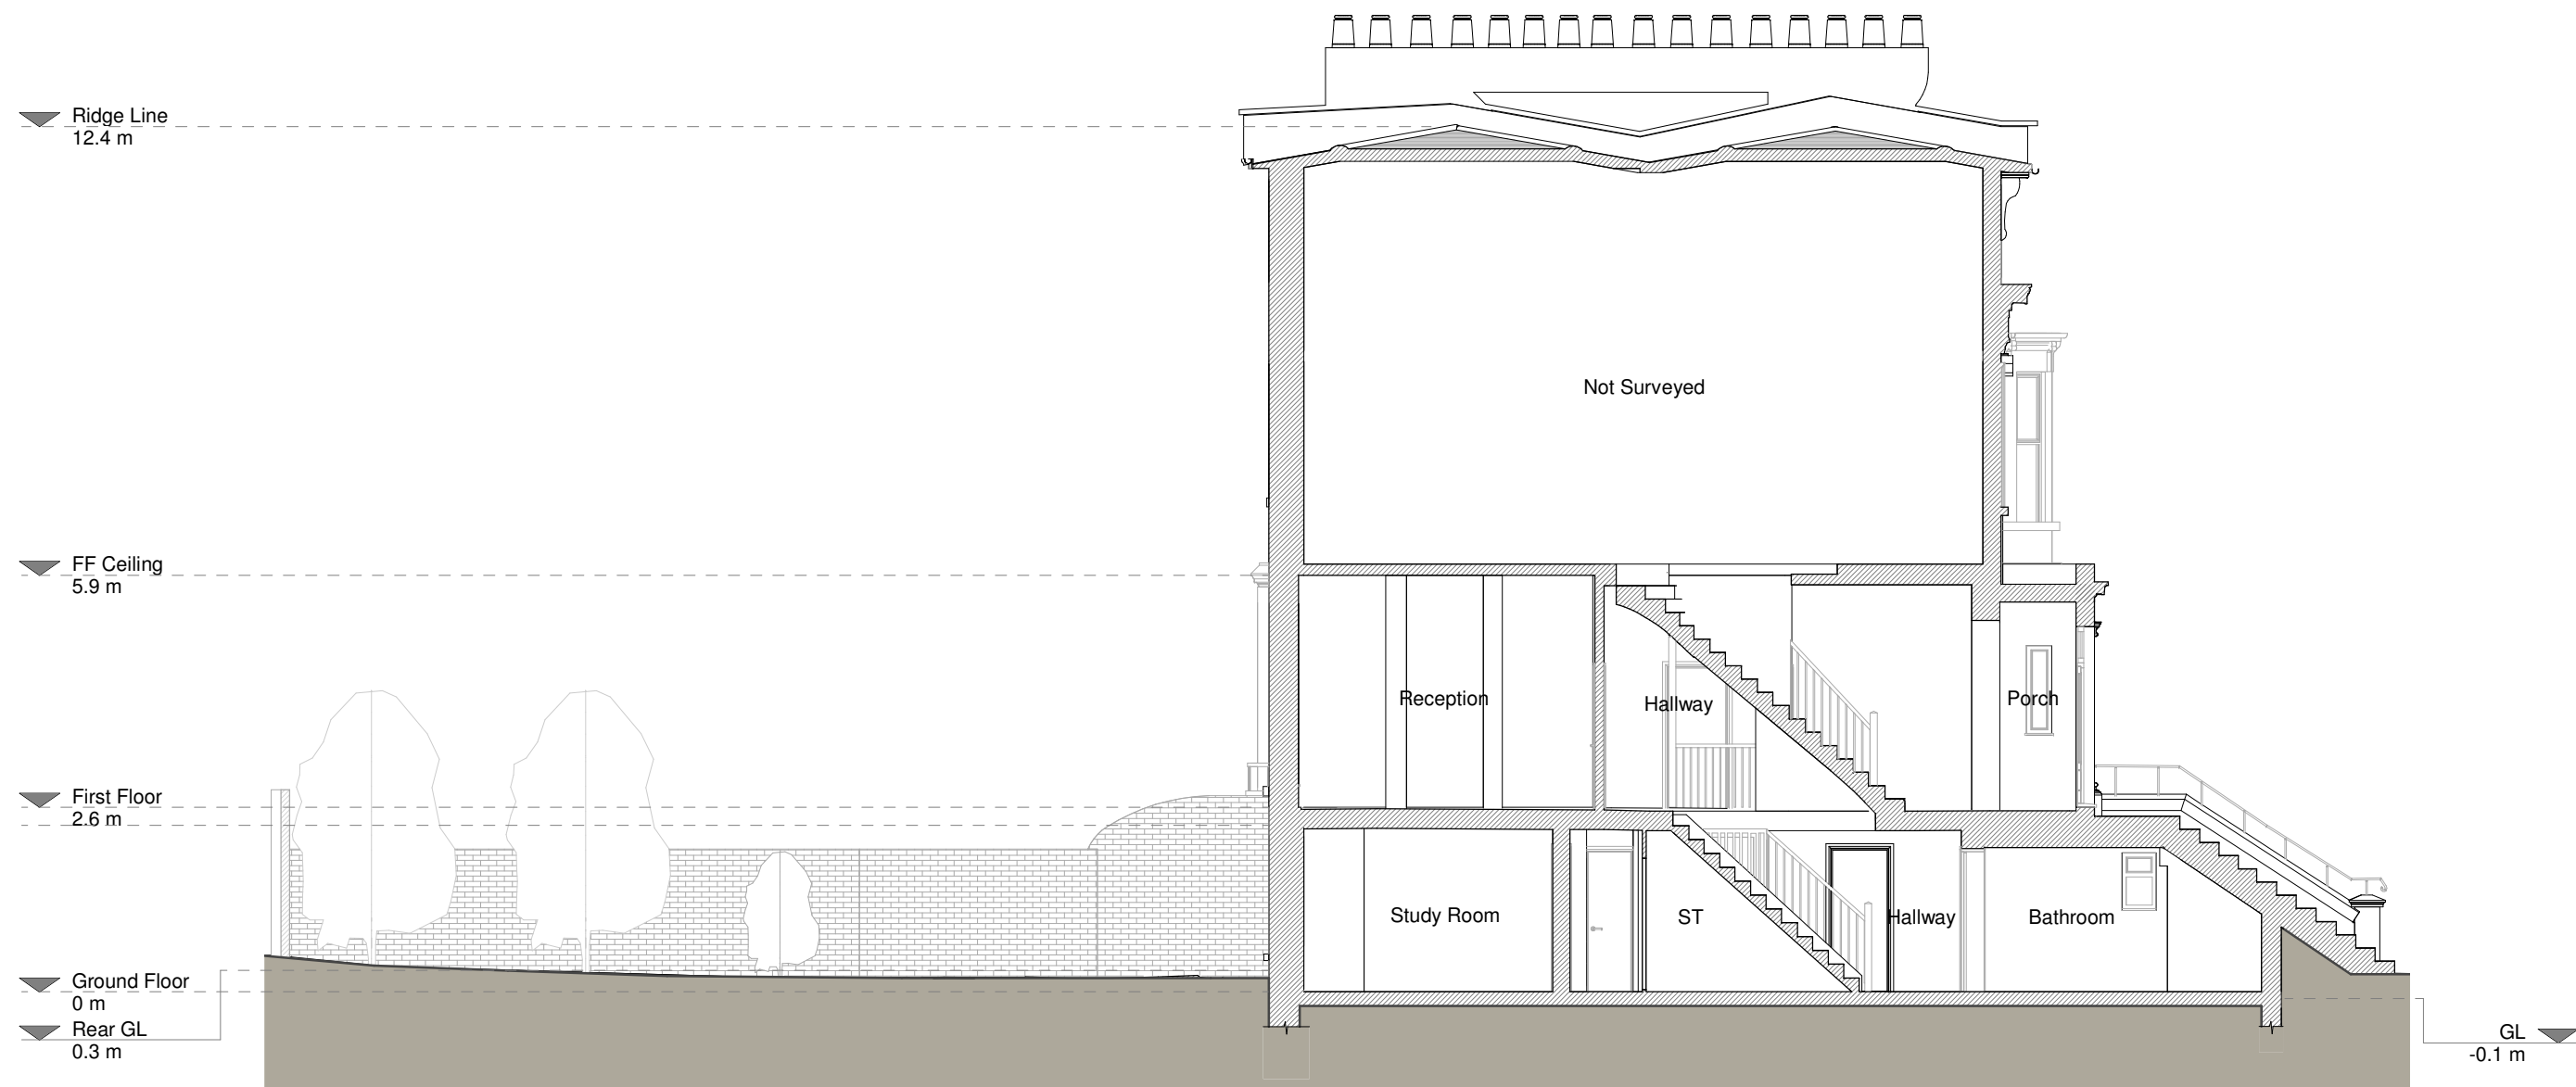 Ridge Line
12.4 m
Not Surveyed
FF Ceiling
5.9 m
Reception
Hallway
Porch
First Floor
2.6 m
Study Room
ST
Hallway
Bathroom
Ground Floor
0 m
Rear GL
0.3 m
GL
-0.1 m